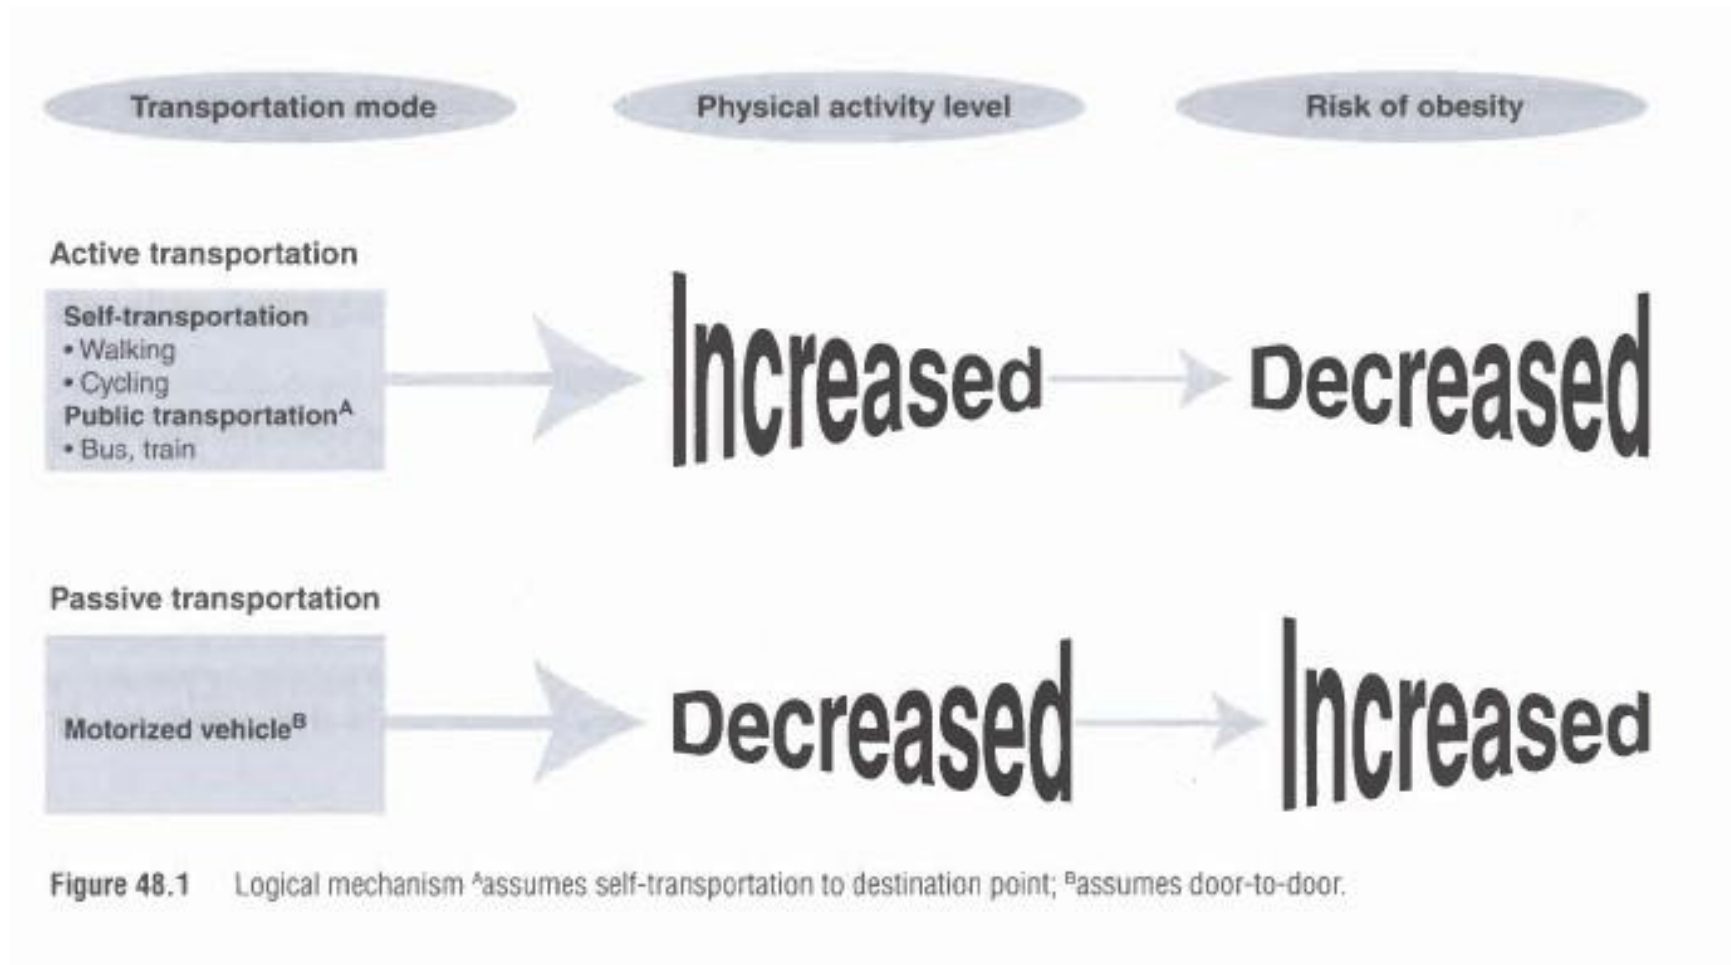 Transportation mode
Physical activity level
Risk of obesity
Active transportation
Self-transportation
• Walking
• Cycling
Public transportationᴬ
• Bus, train
Increased
Decreased
Passive transportation
Motorized vehicleᴮ
Decreased
Increased
Figure 48.1 Logical mechanism ᴬassumes self-transportation to destination point; ᴮassumes door-to-door.